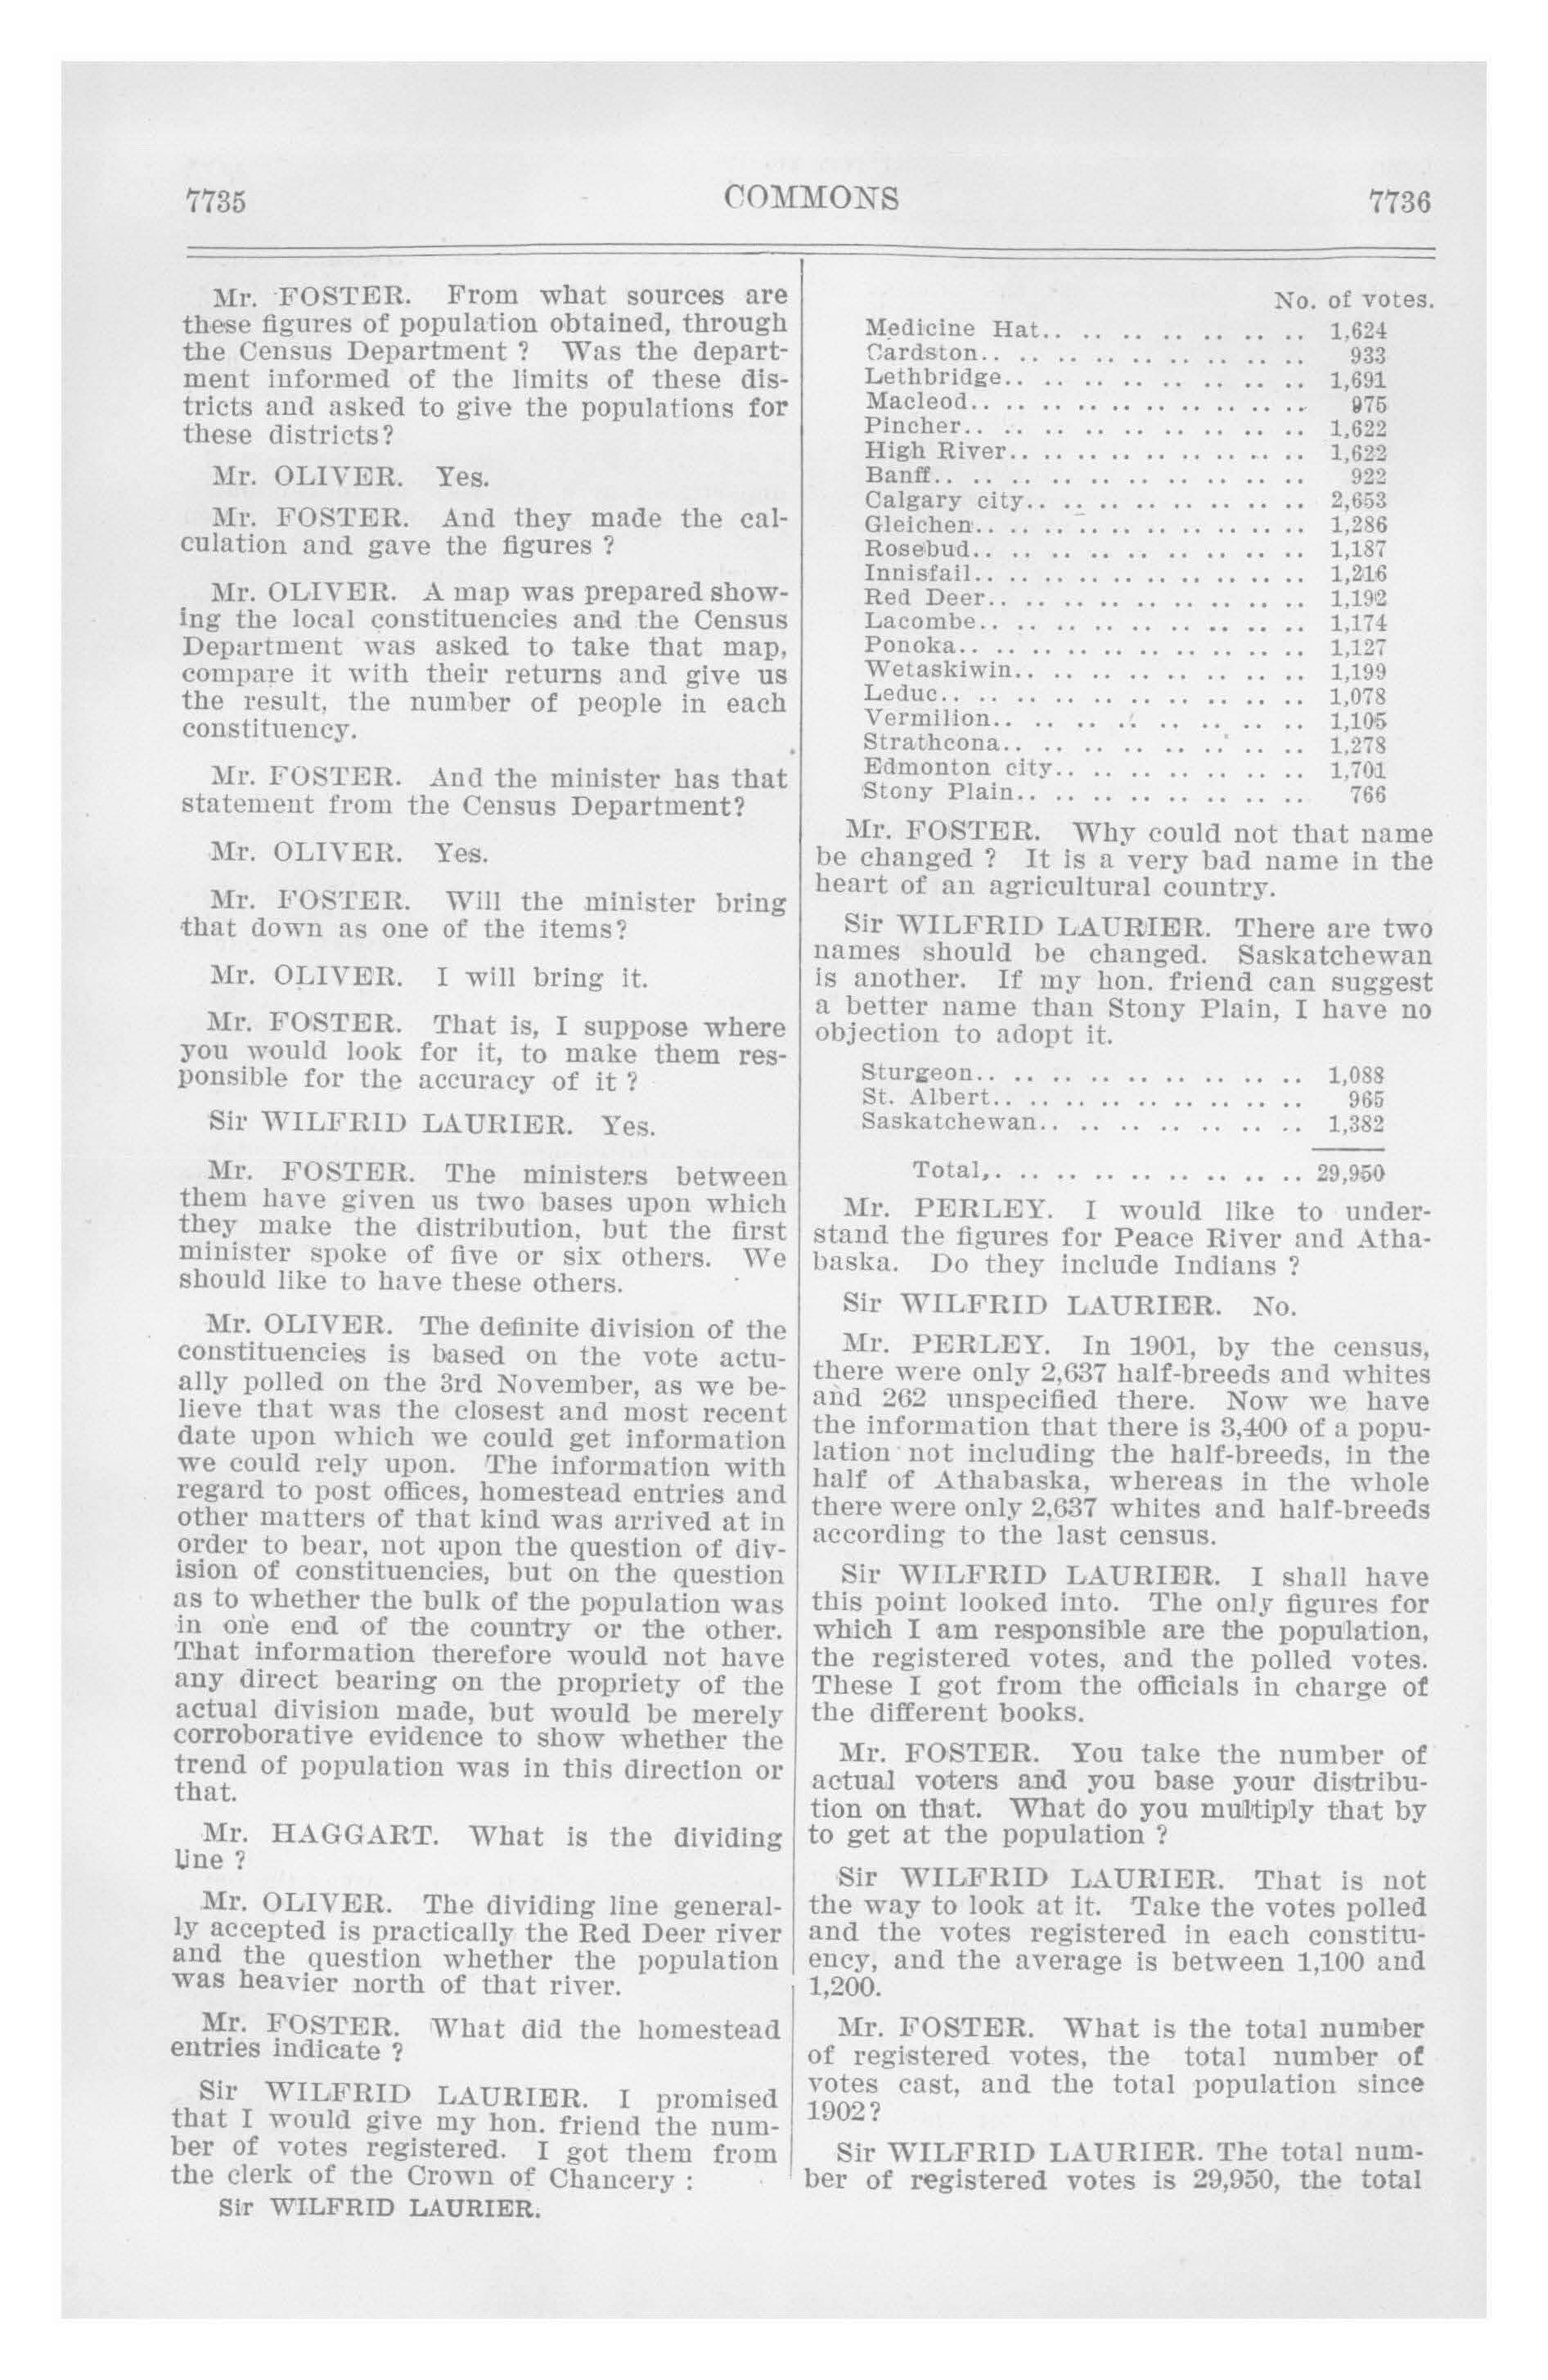 7735
COMMONS
7736
Mr. FOSTER. From what sources are
these figures of population obtained, through
the Census Department ? Was the depart-
ment informed of the limits of these dis-
tricts and asked to give the populations for
these districts?
Mr. OLIVER. Yes.
Mr. FOSTER. And they made the cal-
culation and gave the figures ?
Mr. OLIVER. A map was prepared show-
ing the local constituencies and the Census
Department was asked to take that map,
compare it with their returns and give us
the result, the number of people in each
constituency.
Mr. FOSTER. And the minister has that
statement from the Census Department?
Mr. OLIVER. Yes.
Mr. FOSTER. Will the minister bring
that down as one of the items?
Mr. OLIVER. I will bring it.
Mr. FOSTER. That is, I suppose where
you would look for it, to make them res-
ponsible for the accuracy of it ?
Sir WILFRID LAURIER. Yes.
Mr. FOSTER. The ministers between
them have given us two bases upon which
they make the distribution, but the first
minister spoke of five or six others. We
should like to have these others.
Mr. OLIVER. The definite division of the
constituencies is based on the vote actu-
ally polled on the 3rd November, as we be-
lieve that was the closest and most recent
date upon which we could get information
we could rely upon. The information with
regard to post offices, homestead entries and
other matters of that kind was arrived at in
order to bear, not upon the question of div-
ision of constituencies, but on the question
as to whether the bulk of the population was
in one end of the country or the other.
That information therefore would not have
any direct bearing on the propriety of the
actual division made, but would be merely
corroborative evidence to show whether the
trend of population was in this direction or
that.
Mr. HAGGART. What is the dividing
line ?
Mr. OLIVER. The dividing line general-
ly accepted is practically the Red Deer river
and the question whether the population
was heavier north of that river.
Mr. FOSTER. What did the homestead
entries indicate ?
Sir WILFRID LAURIER. I promised
that I would give my hon. friend the num-
ber of votes registered. I got them from
the clerk of the Crown of Chancery :
Sir WILFRID LAURIER.
No. of votes.
Medicine Hat.. .. .. .. .. .. .. .. 1,624
Cardston.. .. .. .. .. .. .. .. .. 933
Lethbridge.. .. .. .. .. .. .. .. .. 1,691
Macleod.. .. .. .. .. .. .. .. .. .. 975
Pincher.. .. .. .. .. .. .. .. .. .. 1,622
High River.. .. .. .. .. .. .. .. .. 1,622
Banff.. .. .. .. .. .. .. .. .. .. .. 922
Calgary city.. .. .. .. .. .. .. .. 2,653
Gleichen.. .. .. .. .. .. .. .. .. .. 1,286
Rosebud.. .. .. .. .. .. .. .. .. .. 1,187
Innisfail.. .. .. .. .. .. .. .. .. .. 1,216
Red Deer.. .. .. .. .. .. .. .. .. 1,192
Lacombe.. .. .. .. .. .. .. .. .. .. 1,174
Ponoka.. .. .. .. .. .. .. .. .. .. 1,127
Wetaskiwin.. .. .. .. .. .. .. .. .. 1,199
Leduc.. .. .. .. .. .. .. .. .. .. .. 1,078
Vermilion.. .. .. .. .. .. .. .. .. 1,105
Strathcona.. .. .. .. .. .. .. .. .. 1,278
Edmonton city.. .. .. .. .. .. .. .. 1,701
Stony Plain.. .. .. .. .. .. .. .. .. 766
Mr. FOSTER. Why could not that name
be changed ? It is a very bad name in the
heart of an agricultural country.
Sir WILFRID LAURIER. There are two
names should be changed. Saskatchewan
is another. If my hon. friend can suggest
a better name than Stony Plain, I have no
objection to adopt it.
Sturgeon.. .. .. .. .. .. .. .. .. .. 1,088
St. Albert.. .. .. .. .. .. .. .. .. 965
Saskatchewan.. .. .. .. .. .. .. .. 1,382
Total,. .. .. .. .. .. .. .. .. 29,950
Mr. PERLEY. I would like to under-
stand the figures for Peace River and Atha-
baska. Do they include Indians ?
Sir WILFRID LAURIER. No.
Mr. PERLEY. In 1901, by the census,
there were only 2,637 half-breeds and whites
and 262 unspecified there. Now we have
the information that there is 3,400 of a popu-
lation not including the half-breeds, in the
half of Athabaska, whereas in the whole
there were only 2,637 whites and half-breeds
according to the last census.
Sir WILFRID LAURIER. I shall have
this point looked into. The only figures for
which I am responsible are the population,
the registered votes, and the polled votes.
These I got from the officials in charge of
the different books.
Mr. FOSTER. You take the number of
actual voters and you base your distribu-
tion on that. What do you multiply that by
to get at the population ?
Sir WILFRID LAURIER. That is not
the way to look at it. Take the votes polled
and the votes registered in each constitu-
ency, and the average is between 1,100 and
1,200.
Mr. FOSTER. What is the total number
of registered votes, the total number of
votes cast, and the total population since
1902?
Sir WILFRID LAURIER. The total num-
ber of registered votes is 29,950, the total